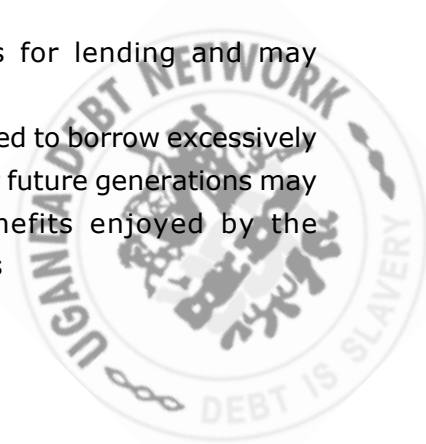 s for lending and may
ed to borrow excessively
future generations may
nefits enjoyed by the
s
UGANDA DEBT NETWORK
DEBT IS SLAVERY